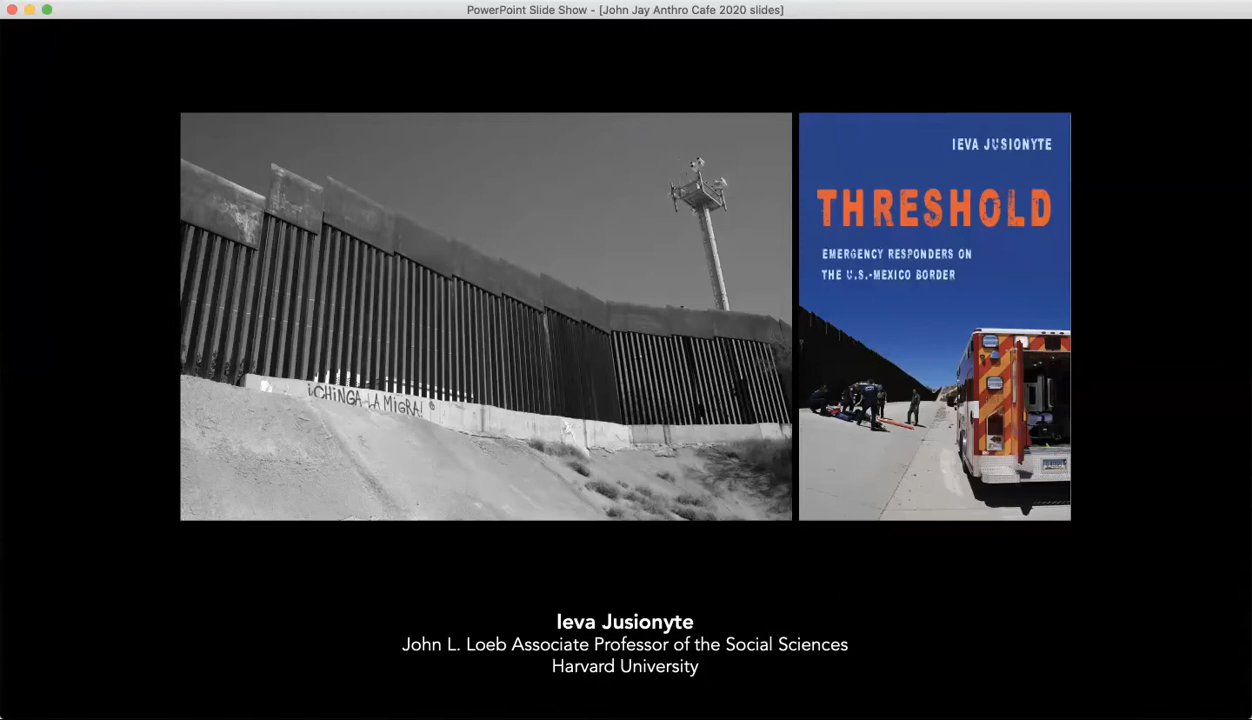 PowerPoint Slide Show - [John Jay Anthro Cafe 2020 slides]
¡CHINGA LA MIGRA!
IEVA JUSIONYTE
THRESHOLD
EMERGENCY RESPONDERS ON
THE U.S.-MEXICO BORDER
Ieva Jusionyte
John L. Loeb Associate Professor of the Social Sciences
Harvard University